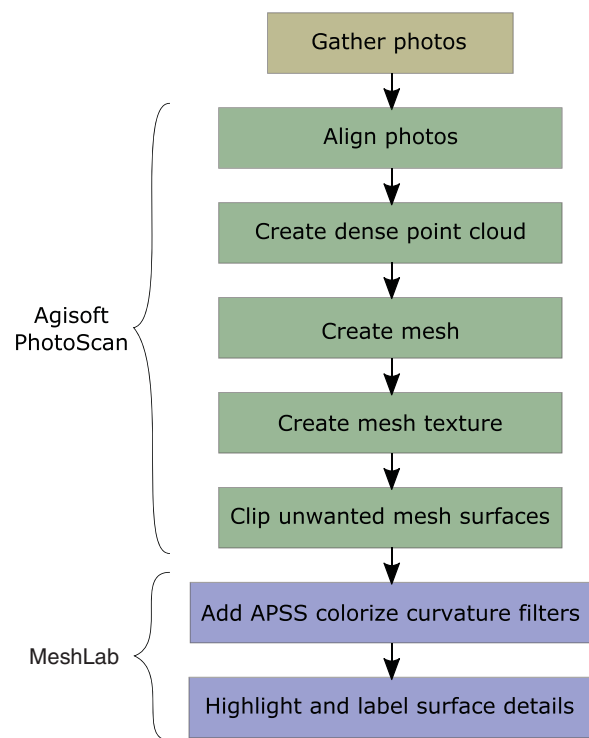 Gather photos
Align photos
Create dense point cloud
Agisoft
PhotoScan
Create mesh
Create mesh texture
Clip unwanted mesh surfaces
Add APSS colorize curvature filters
MeshLab
Highlight and label surface details